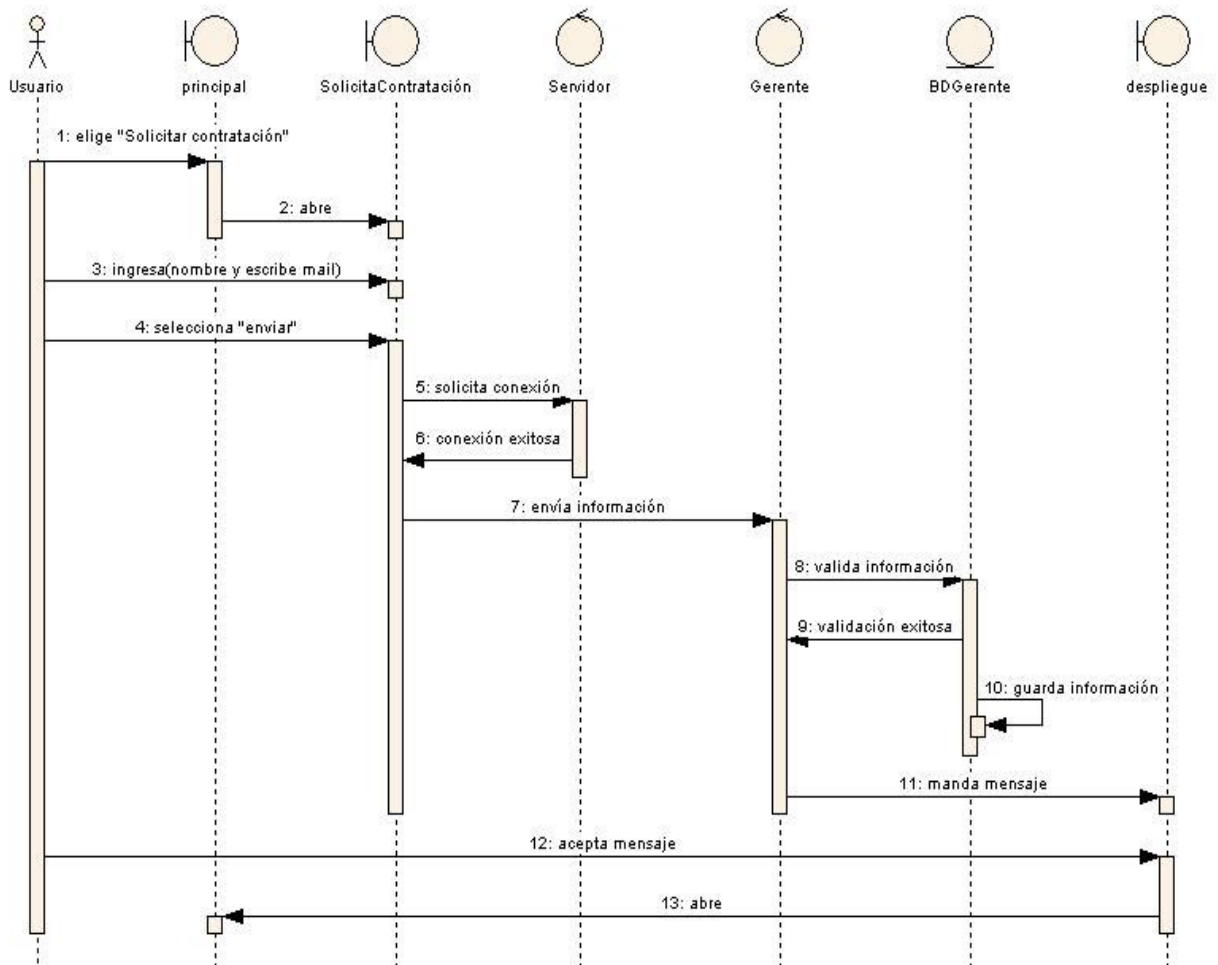 Usuario
principal
SolicitaContratación
Servidor
Gerente
BDGerente
despliegue
1: elige "Solicitar contratación"
2: abre
3: ingresa(nombre y escribe mail)
4: selecciona "enviar"
5: solicita conexión
6: conexión exitosa
7: envía información
8: valida información
9: validación exitosa
10: guarda información
11: manda mensaje
12: acepta mensaje
13: abre